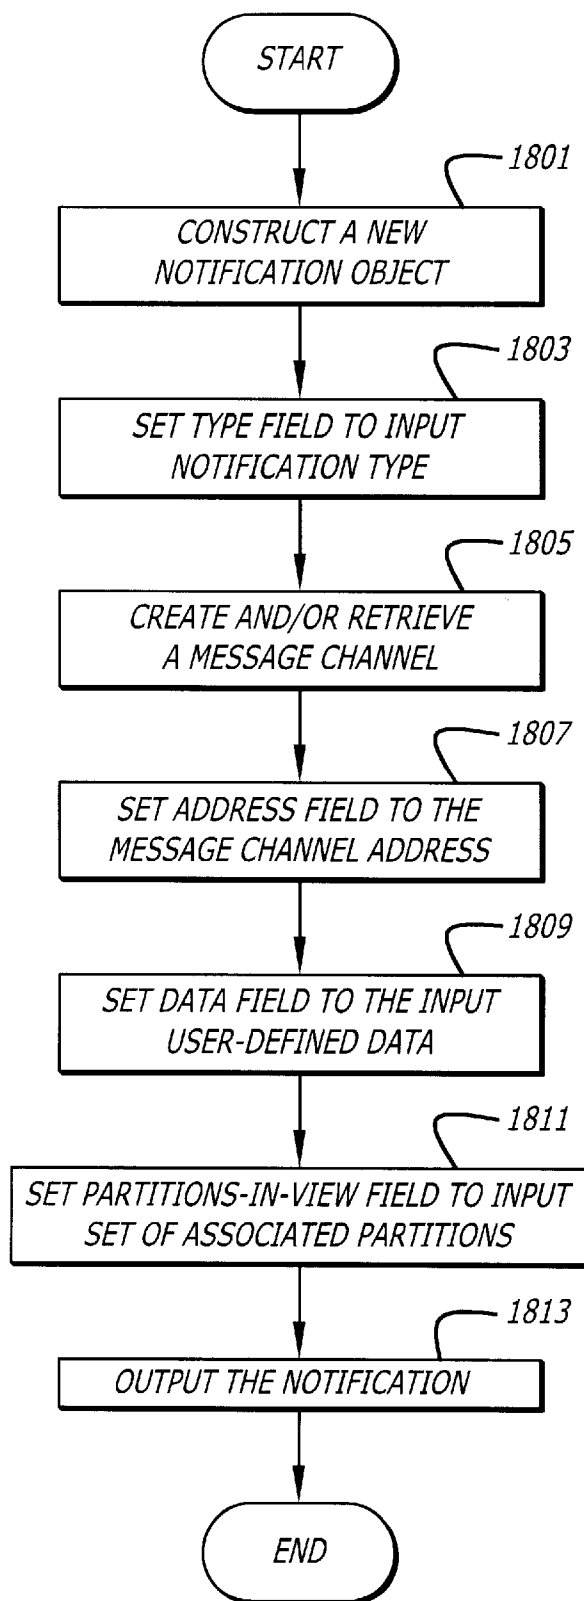 START
1801
CONSTRUCT A NEW
NOTIFICATION OBJECT
1803
SET TYPE FIELD TO INPUT
NOTIFICATION TYPE
1805
CREATE AND/OR RETRIEVE
A MESSAGE CHANNEL
1807
SET ADDRESS FIELD TO THE
MESSAGE CHANNEL ADDRESS
1809
SET DATA FIELD TO THE INPUT
USER-DEFINED DATA
1811
SET PARTITIONS-IN-VIEW FIELD TO INPUT
SET OF ASSOCIATED PARTITIONS
1813
OUTPUT THE NOTIFICATION
END